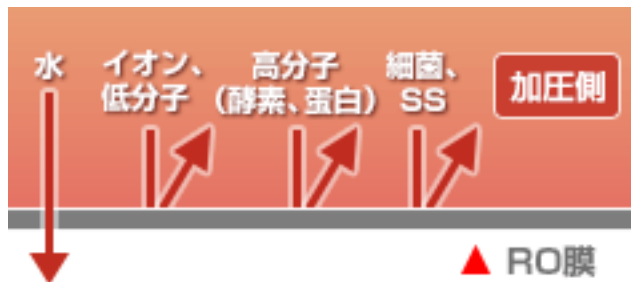 水
イオン、
低分子
高分子
(酵素、蛋白)
細菌、
SS
加圧側
▲ RO膜